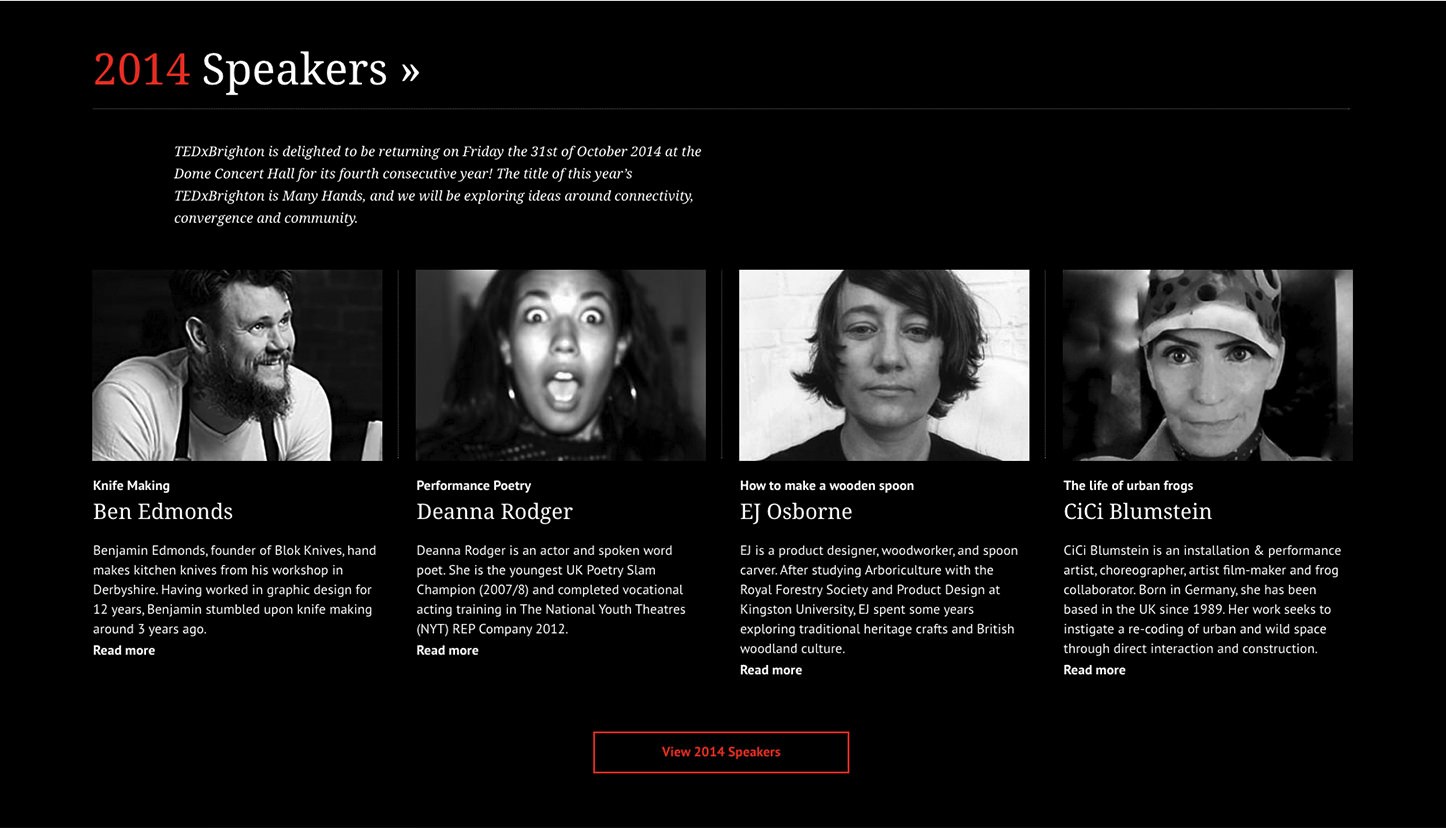 2014 Speakers »
TEDxBrighton is delighted to be returning on Friday the 31st of October 2014 at the
Dome Concert Hall for its fourth consecutive year! The title of this year's
TEDxBrighton is Many Hands, and we will be exploring ideas around connectivity,
convergence and community.
Knife Making
Ben Edmonds
Benjamin Edmonds, founder of Blok Knives, hand
makes kitchen knives from his workshop in
Derbyshire. Having worked in graphic design for
12 years, Benjamin stumbled upon knife making
around 3 years ago.
Read more
Performance Poetry
Deanna Rodger
Deanna Rodger is an actor and spoken word
poet. She is the youngest UK Poetry Slam
Champion (2007/8) and completed vocational
acting training in The National Youth Theatres
(NYT) REP Company 2012.
Read more
How to make a wooden spoon
EJ Osborne
EJ is a product designer, woodworker, and spoon
carver. After studying Arboriculture with the
Royal Forestry Society and Product Design at
Kingston University, EJ spent some years
exploring traditional heritage crafts and British
woodland culture.
Read more
The life of urban frogs
CiCi Blumstein
CiCi Blumstein is an installation & performance
artist, choreographer, artist film-maker and frog
collaborator. Born in Germany, she has been
based in the UK since 1989. Her work seeks to
instigate a re-coding of urban and wild space
through direct interaction and construction.
Read more
View 2014 Speakers